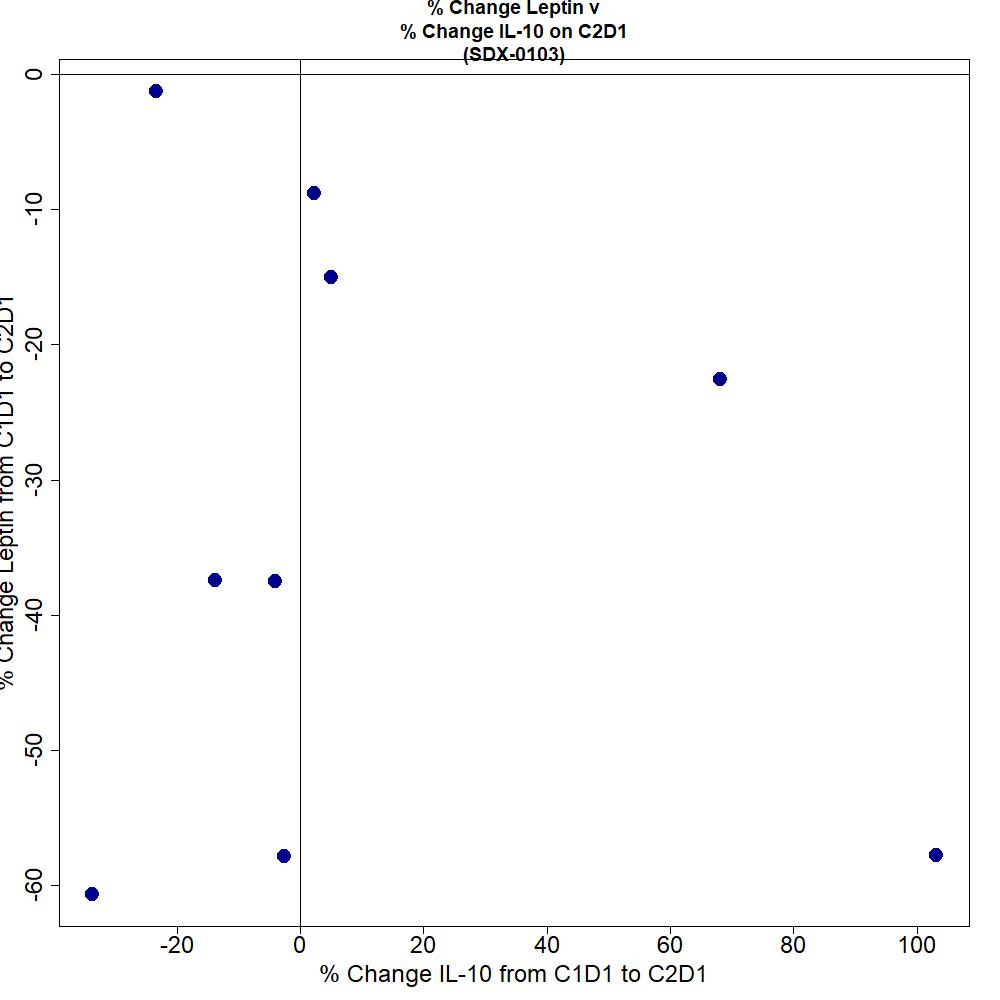 % Change Leptin v
% Change IL-10 on C2D1
(SDX-0103)
% Change Leptin from C1D1 to C2D1
0
-10
-20
-30
-40
-50
-60
-20
0
20
40
60
80
100
% Change IL-10 from C1D1 to C2D1